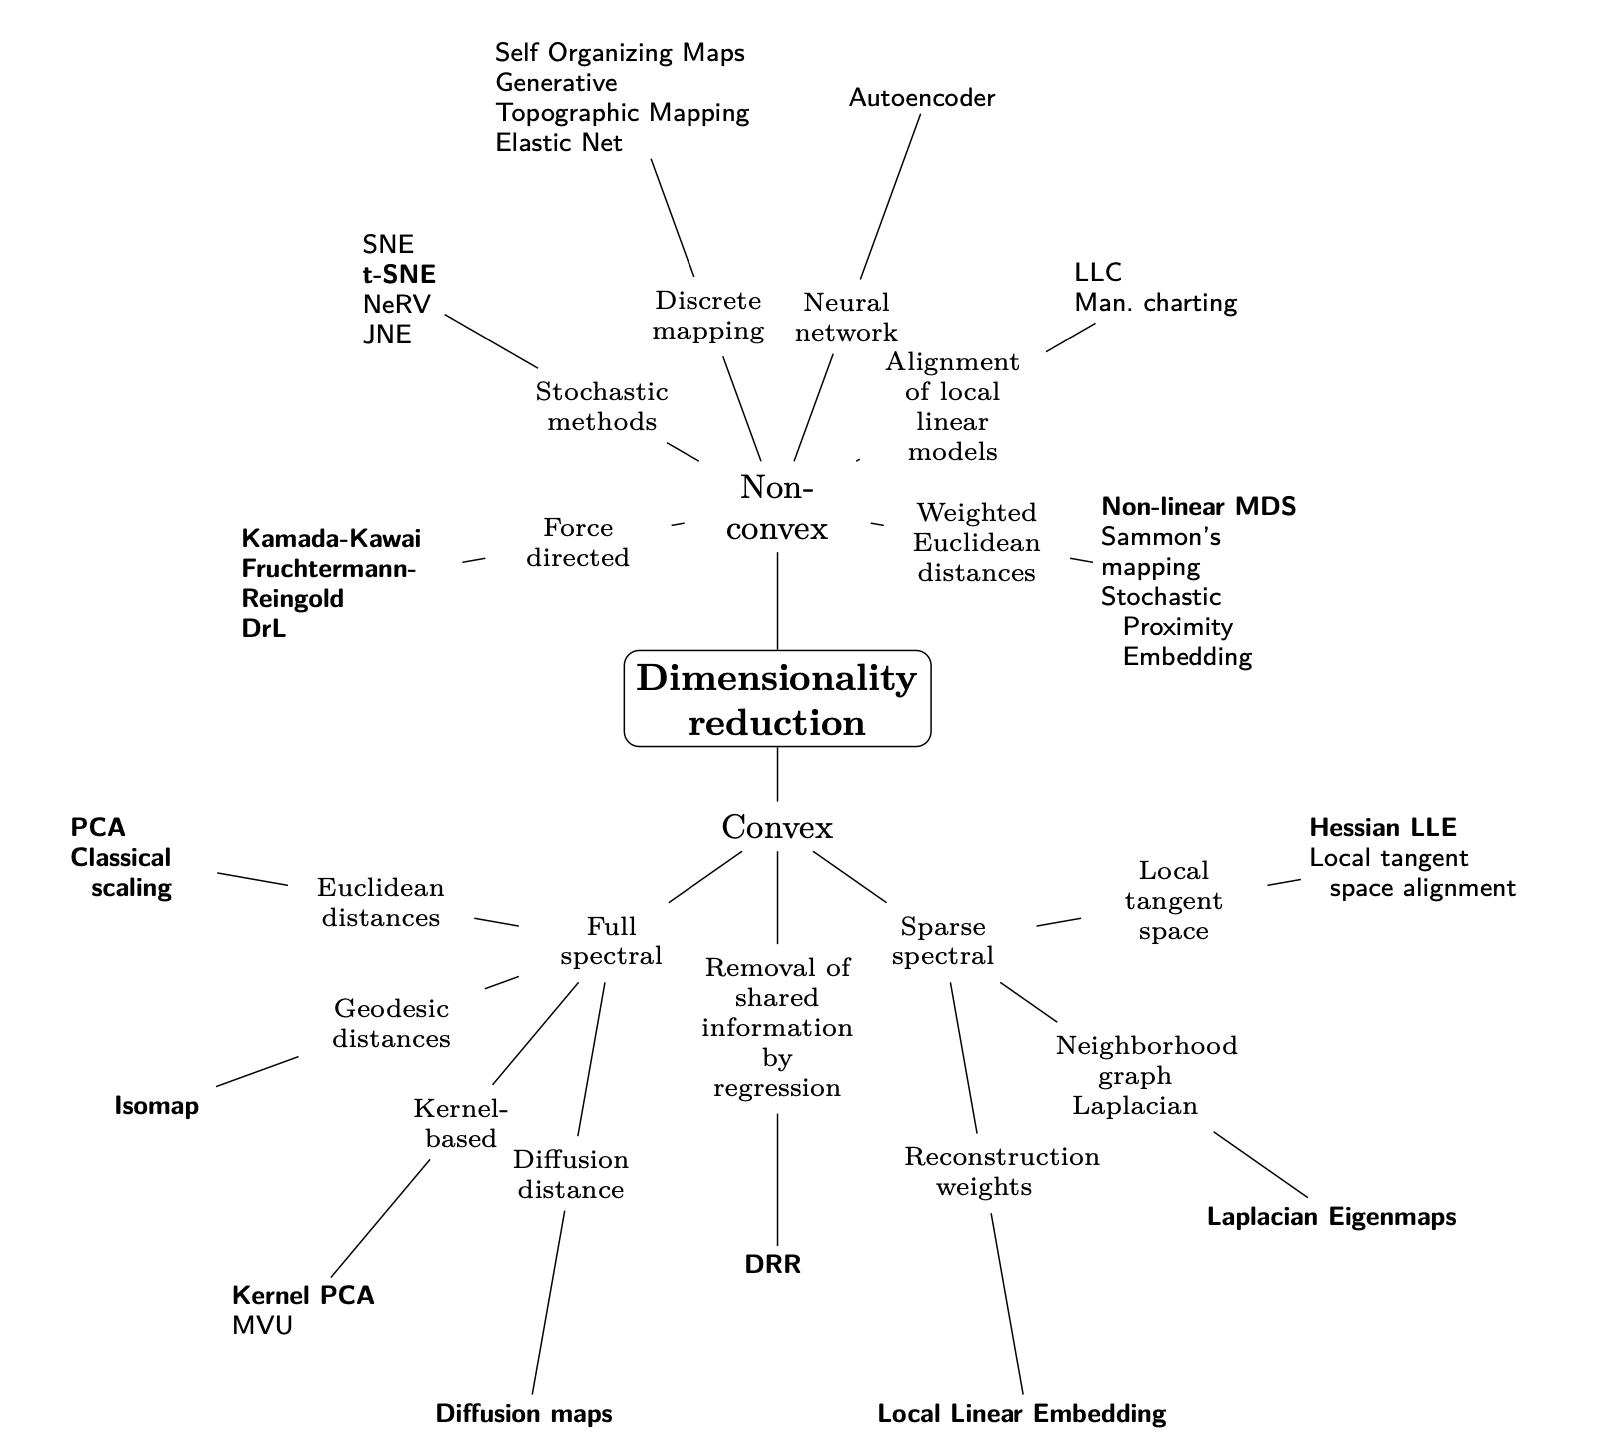 Self Organizing Maps
Generative
Topographic Mapping
Elastic Net
Autoencoder
SNE
t-SNE
NeRV
JNE
LLC
Man. charting
Discrete
mapping
Neural
network
Stochastic
methods
Alignment
of local
linear
models
Non-
convex
Force
directed
Kamada-Kawai
Fruchtermann-
Reingold
DrL
Weighted
Euclidean
distances
Non-linear MDS
Sammon's
mapping
Stochastic
Proximity
Embedding
Dimensionality
reduction
Convex
PCA
Classical
scaling
Euclidean
distances
Full
spectral
Sparse
spectral
Local
tangent
space
Hessian LLE
Local tangent
space alignment
Geodesic
distances
Isomap
Removal of
shared
information
by
regression
Neighborhood
graph
Laplacian
Kernel-
based
Diffusion
distance
Reconstruction
weights
Laplacian Eigenmaps
DRR
Kernel PCA
MVU
Diffusion maps
Local Linear Embedding